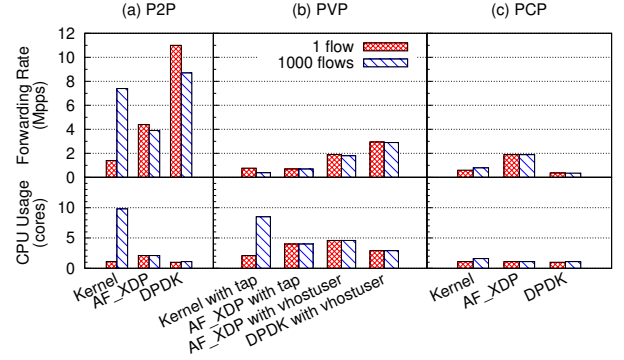 (a) P2P
(b) PVP
(c) PCP
Forwarding Rate
(Mpps)
12
10
8
6
4
2
0
1 flow
1000 flows
CPU Usage
(cores)
10
5
0
Kernel
AF_XDP
DPDK
Kernel with tap
AF_XDP with tap
AF_XDP with vhostuser
DPDK with vhostuser
Kernel
AF_XDP
DPDK